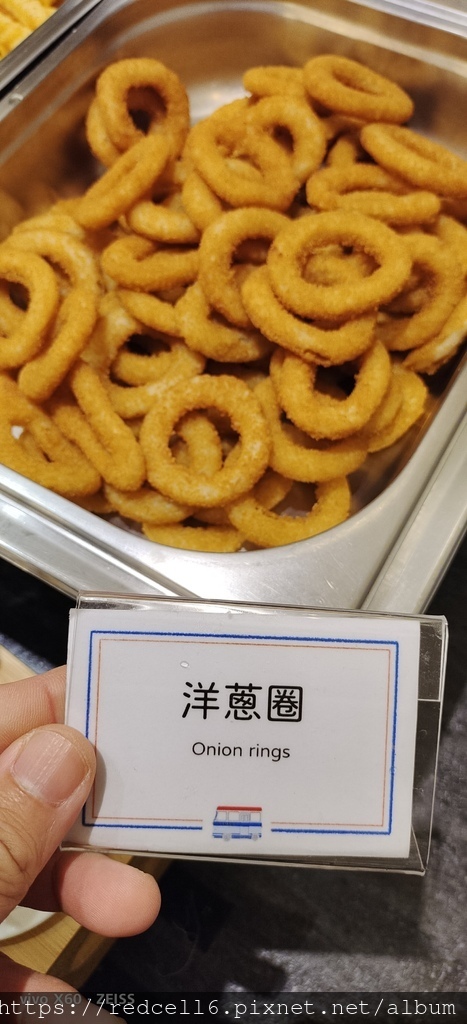 洋蔥圈
Onion rings
vivo X60 ZEISS
https://redcell6.pixnet.net/album